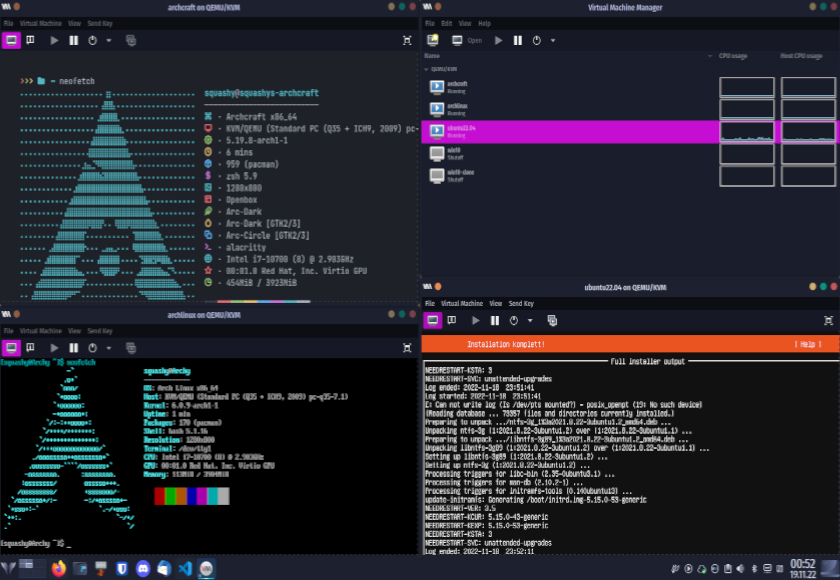 archcraft on QEMU/KVM
File Virtual Machine View Send Key
>>> ~ neofetch
squashy@squashys-archcraft
- Archcraft x86_64
- KVM/QEMU (Standard PC (Q35 + ICH9, 2009) pc-
- 5.19.8-arch1-1
- 6 mins
- 959 (pacman)
- zsh 5.9
- 1280x800
- Openbox
- Arc-Dark
- Arc-Dark [GTK2/3]
- Arc-Circle [GTK2/3]
- alacritty
- Intel i7-10700 (8) @ 2.903GHz
- 00:01.0 Red Hat, Inc. Virtio GPU
- 454MiB / 3923MiB
Virtual Machine Manager
File Edit View Help
Open
Name CPU usage Host CPU usage
QEMU/KVM
archcraft
Running
archlinux
Running
ubuntu22.04
Running
win10
Shutoff
win10-clone
Shutoff
archlinux on QEMU/KVM
File Virtual Machine View Send Key
[squashy@Archy ~]$ neofetch
squashy@Archy
OS: Arch Linux x86_64
Host: KVM/QEMU (Standard PC (Q35 + ICH9, 2009) pc-q35-7.1)
Kernel: 6.0.9-arch1-1
Uptime: 1 min
Packages: 170 (pacman)
Shell: bash 5.1.16
Resolution: 1280x800
Terminal: /dev/tty1
CPU: Intel i7-10700 (8) @ 2.903GHz
GPU: 00:01.0 Red Hat, Inc. Virtio GPU
[squashy@Archy ~]$ _
ubuntu22.04 on QEMU/KVM
File Virtual Machine View Send Key
Installation komplett! [ Help ]
Full installer output
NEEDRESTART-KSTA: 3
NEEDRESTART-SVC: unattended-upgrades
Log ended: 2022-11-18 23:51:41
Log started: 2022-11-18 23:51:41
E: Can not write log (Is /dev/pts mounted?) - posix_openpt (19: No such device)
(Reading database ... 73357 files and directories currently installed.)
Preparing to unpack .../ntfs-3g_1%3a2021.8.22-3ubuntu1.2_amd64.deb ...
Unpacking ntfs-3g (1:2021.8.22-3ubuntu1.2) over (1:2021.8.22-3ubuntu1.1) ...
Preparing to unpack .../libntfs-3g89_1%3a2021.8.22-3ubuntu1.2_amd64.deb ...
Unpacking libntfs-3g89 (1:2021.8.22-3ubuntu1.2) over (1:2021.8.22-3ubuntu1.1) ...
Setting up libntfs-3g89 (1:2021.8.22-3ubuntu1.2) ...
Setting up ntfs-3g (1:2021.8.22-3ubuntu1.2) ...
Processing triggers for libc-bin (2.35-0ubuntu3.1) ...
Processing triggers for man-db (2.10.2-1) ...
Processing triggers for initramfs-tools (0.140ubuntu13) ...
update-initramfs: Generating /boot/initrd.img-5.15.0-53-generic
NEEDRESTART-VER: 3.5
NEEDRESTART-KCUR: 5.15.0-43-generic
NEEDRESTART-KEXP: 5.15.0-53-generic
NEEDRESTART-KSTA: 3
NEEDRESTART-SVC: unattended-upgrades
Log ended: 2022-11-18 23:52:11
00:52
19.11.22